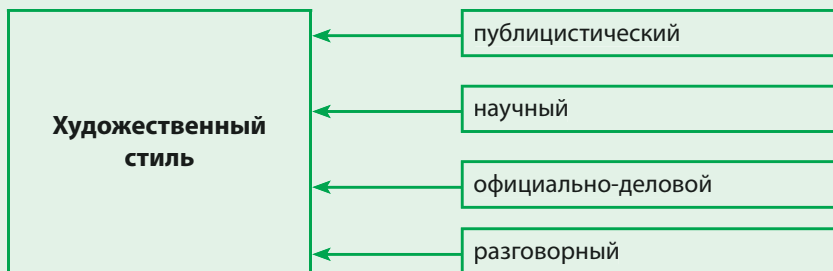 Художественный
стиль
публицистический
научный
официально-деловой
разговорный